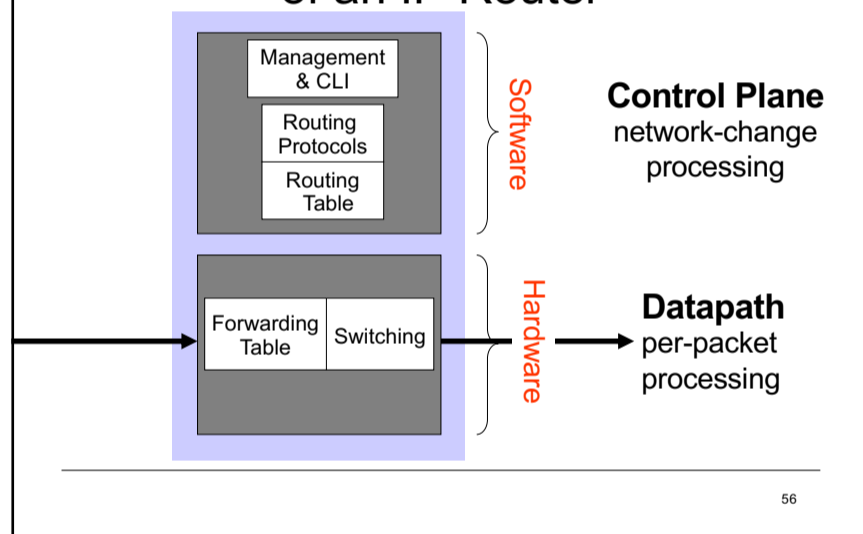 Router
Management
& CLI
Routing
Protocols
Routing
Table
Software
Control Plane
network-change
processing
Forwarding
Table
Switching
Hardware
Datapath
per-packet
processing
56